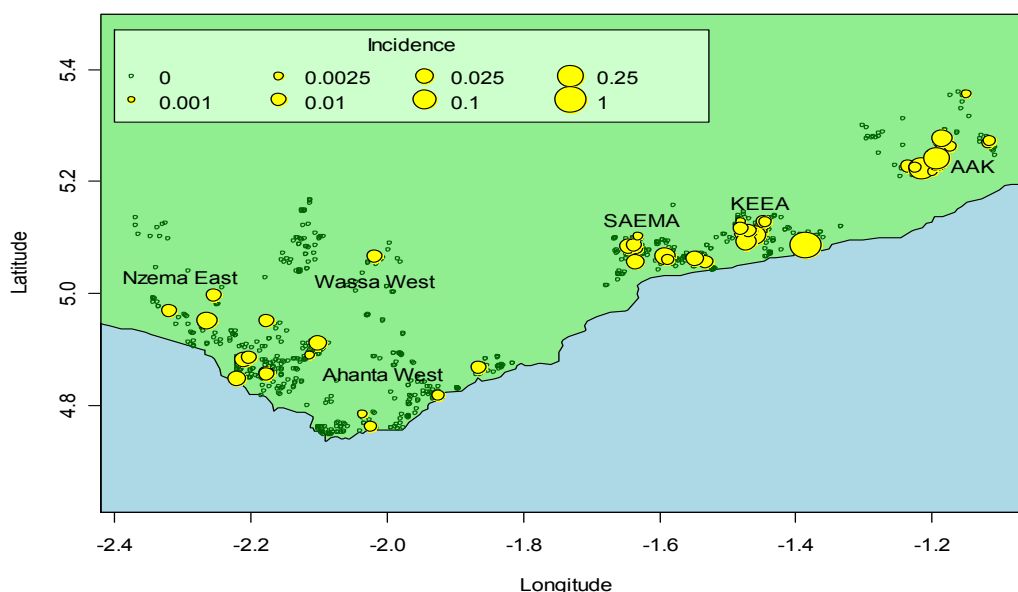 Incidence
0 0.0025 0.025 0.25
0.001 0.01 0.1 1
5.4
5.2
5.0
4.8
Latitude
AAK
KEEA
SAEMA
Nzema East
Wassa West
Ahanta West
-2.4 -2.2 -2.0 -1.8 -1.6 -1.4 -1.2
Longitude